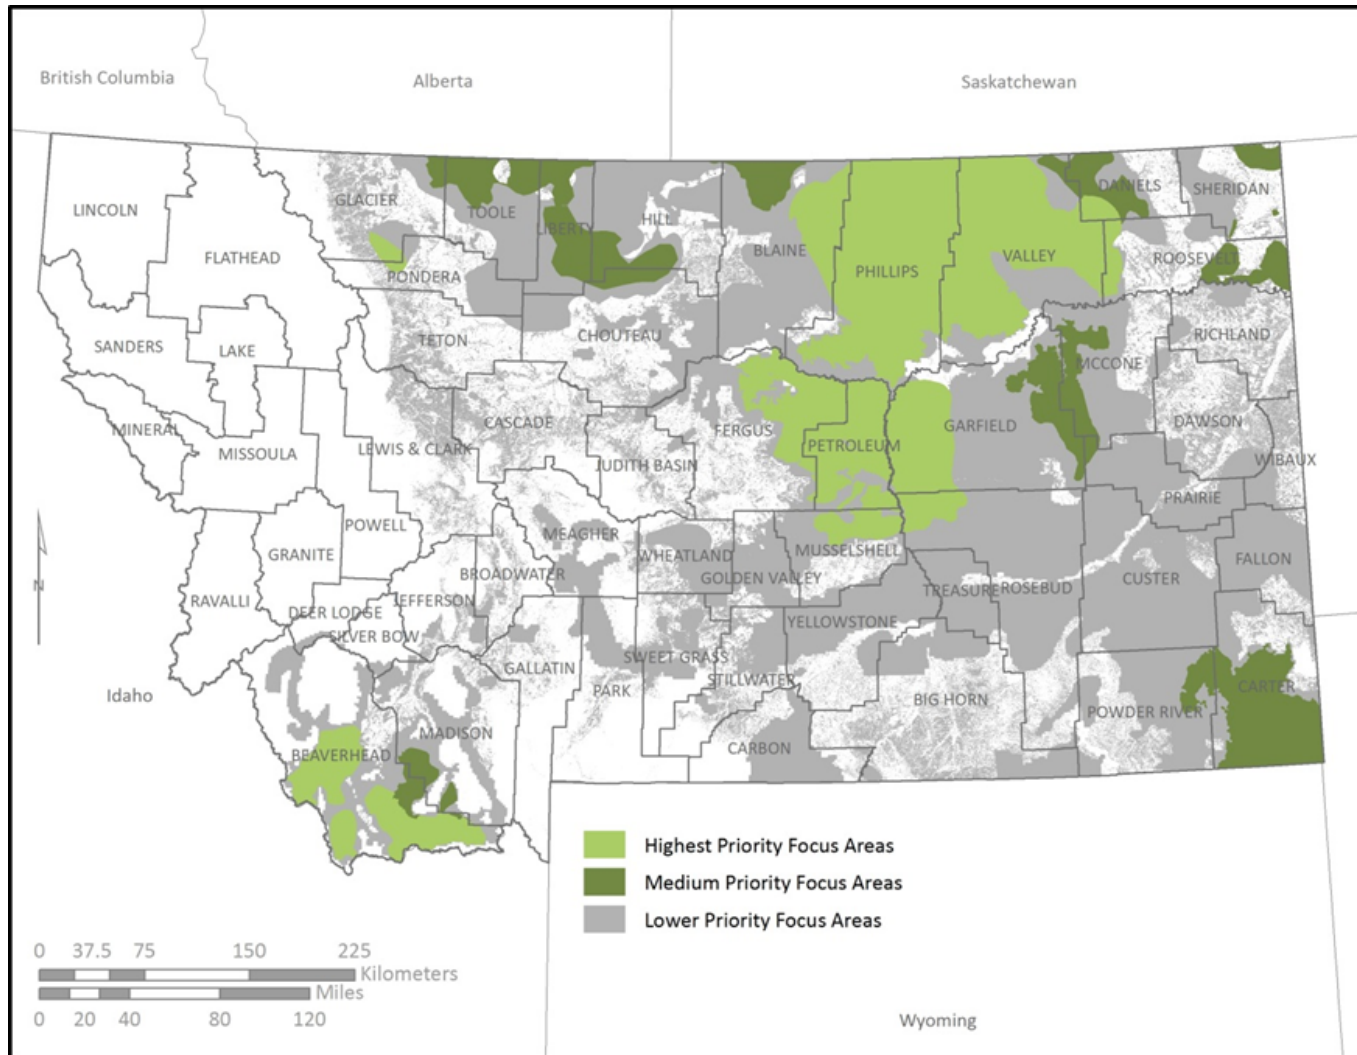 British Columbia
Alberta
Saskatchewan
LINCOLN
FLATHEAD
GLACIER
TOOLE
LIBERTY
HILL
BLAINE
PHILLIPS
VALLEY
DANIELS
SHERIDAN
ROOSEVELT
PONDERA
SANDERS
LAKE
TETON
CHOUTEAU
MCCONE
RICHLAND
MINERAL
MISSOULA
LEWIS & CLARK
CASCADE
JUDITH BASIN
FERGUS
PETROLEUM
GARFIELD
DAWSON
WIBAUX
PRAIRIE
POWELL
GRANITE
MEAGHER
WHEATLAND
GOLDEN VALLEY
MUSSELSHELL
FALLON
RAVALLI
DEER LODGE
JEFFERSON
BROADWATER
TREASURE
ROSEBUD
CUSTER
SILVER BOW
YELLOWSTONE
GALLATIN
PARK
SWEET GRASS
STILLWATER
BIG HORN
POWDER RIVER
CARTER
Idaho
BEAVERHEAD
MADISON
CARBON
N
Highest Priority Focus Areas
Medium Priority Focus Areas
Lower Priority Focus Areas
0 37.5 75 150 225
Kilometers
Miles
0 20 40 80 120
Wyoming